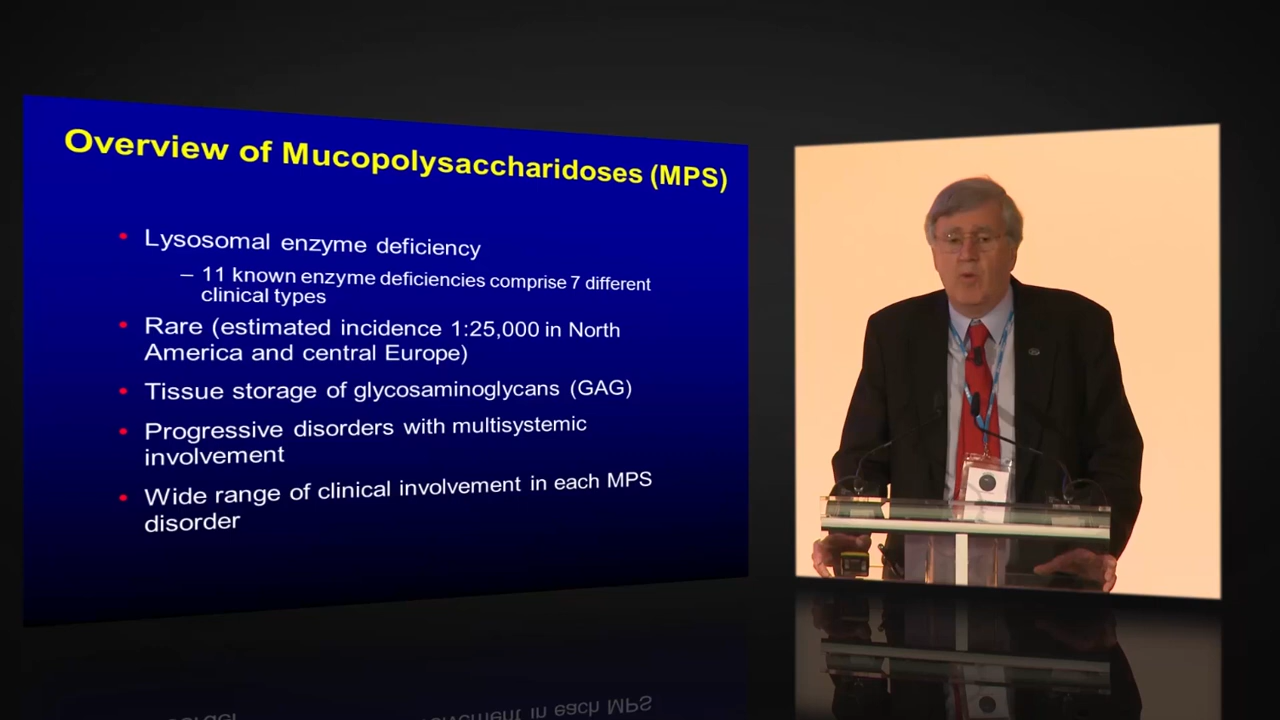 Overview of Mucopolysaccharidoses (MPS)
• Lysosomal enzyme deficiency
– 11 known enzyme deficiencies comprise 7 different
clinical types
• Rare (estimated incidence 1:25,000 in North
America and central Europe)
• Tissue storage of glycosaminoglycans (GAG)
• Progressive disorders with multisystemic
involvement
• Wide range of clinical involvement in each MPS
disorder